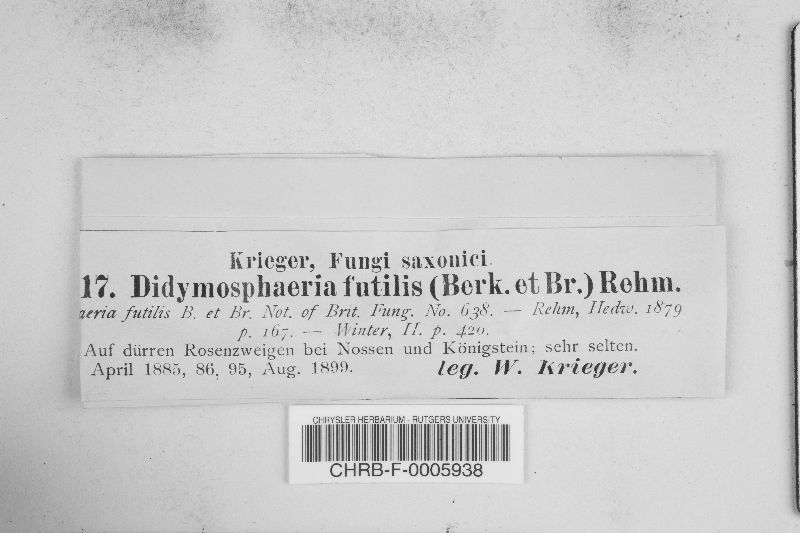 Krieger, Fungi saxonici.
17. Didymosphaeria futilis (Berk. et Br.) Rehm.
aeria futilis B. et Br. Not. of Brit. Fung. No. 638. — Rehm, Hedw. 1879
p. 167. — Winter, II. p. 420.
Auf dürren Rosenzweigen bei Nossen und Königstein; sehr selten.
April 1885, 86, 95, Aug. 1899. leg. W. Krieger.
CHRYSLER HERBARIUM - RUTGERS UNIVERSITY
CHRB-F-0005938